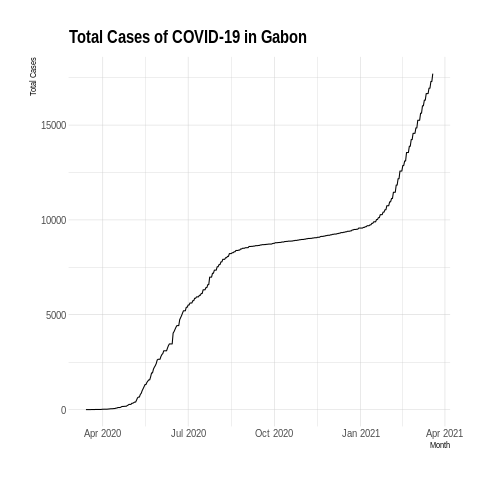 Total Cases of COVID-19 in Gabon
Total Cases
15000
10000
5000
0
Apr 2020 Jul 2020 Oct 2020 Jan 2021 Apr 2021
Month